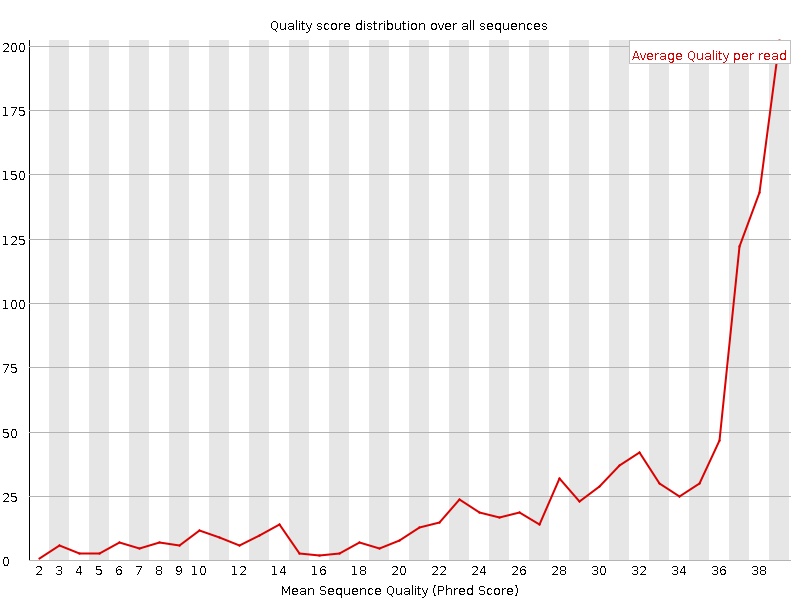 Quality score distribution over all sequences
200
Average Quality per read
175
150
125
100
75
50
25
0
2 3 4 5 6 7 8 9 10 12 14 16 18 20 22 24 26 28 30 32 34 36 38
Mean Sequence Quality (Phred Score)